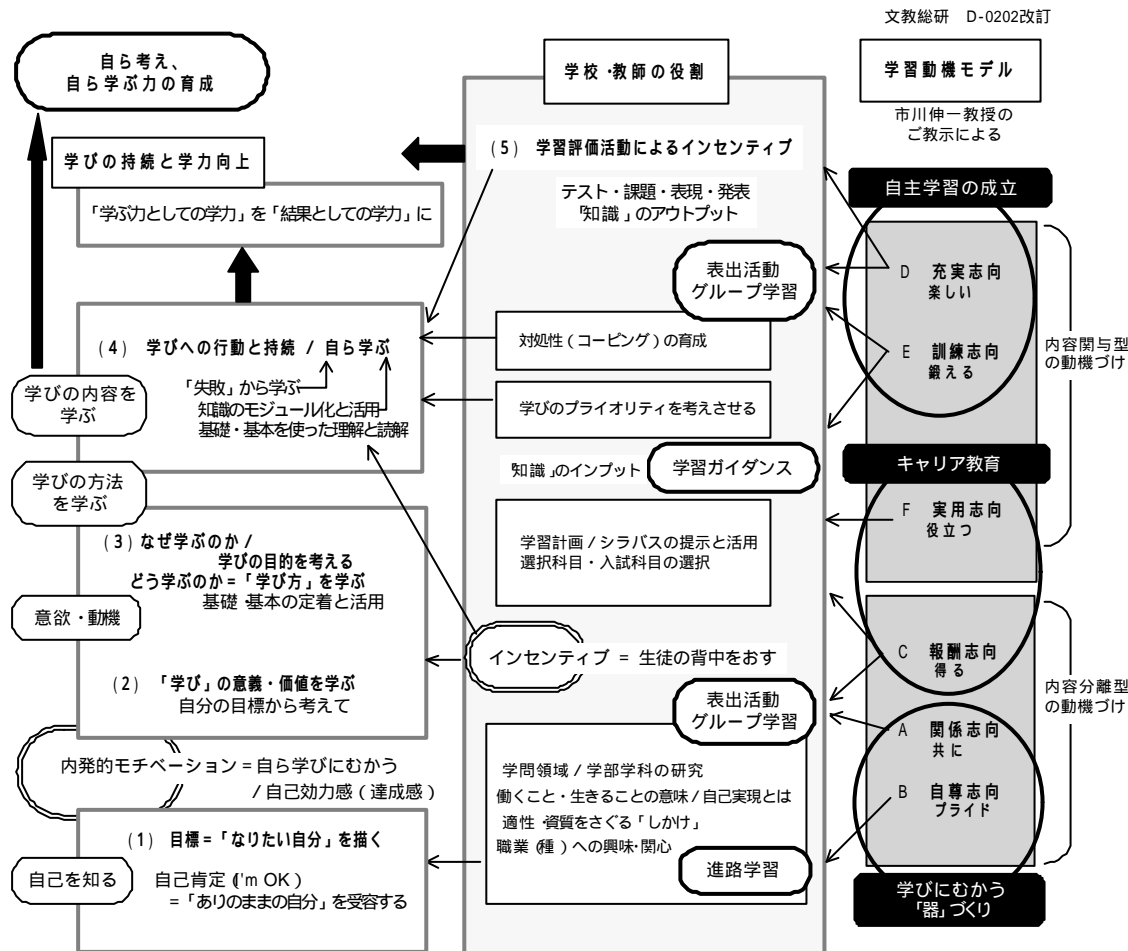 文教総研 D-0202改訂
自ら考え、
自ら学ぶ力の育成
学びの持続と学力向上
「学ぶ力としての学力」を「結果としての学力」に
(4) 学びへの行動と持続 / 自ら学ぶ
「失敗」から学ぶ
知識のモジュール化と活用
基礎・基本を使った理解と読解
学びの内容を
学ぶ
学びの方法
を学ぶ
(3)なぜ学ぶのか /
学びの目的を考える
どう学ぶのか=「学び方」を学ぶ
基礎・基本の定着と活用
意欲・動機
(2) 「学び」の意義・価値を学ぶ
自分の目標から考えて
内発的モチベーション=自ら学びにむかう
/ 自己効力感(達成感)
(1) 目標=「なりたい自分」を描く
自己を知る
自己肯定(I'm OK)
=「ありのままの自分」を受容する
学校・教師の役割
(5) 学習評価活動によるインセンティブ
テスト・課題・表現・発表
「知識」のアウトプット
表出活動
グループ学習
対処性(コーピング)の育成
学びのプライオリティを考えさせる
「知識」のインプット
学習ガイダンス
学習計画 / シラバスの提示と活用
選択科目・入試科目の選択
インセンティブ = 生徒の背中をおす
表出活動
グループ学習
学問領域 / 学部学科の研究
働くこと・生きることの意味 / 自己実現とは
適性・資質をさぐる「しかけ」
職業(種)への興味・関心
進路学習
学習動機モデル
市川伸一教授の
ご教示による
自主学習の成立
D 充実志向
楽しい
E 訓練志向
鍛える
内容関与型
の動機づけ
キャリア教育
F 実用志向
役立つ
C 報酬志向
得る
内容分離型
の動機づけ
A 関係志向
共に
B 自尊志向
プライド
学びにむかう
「器」づくり